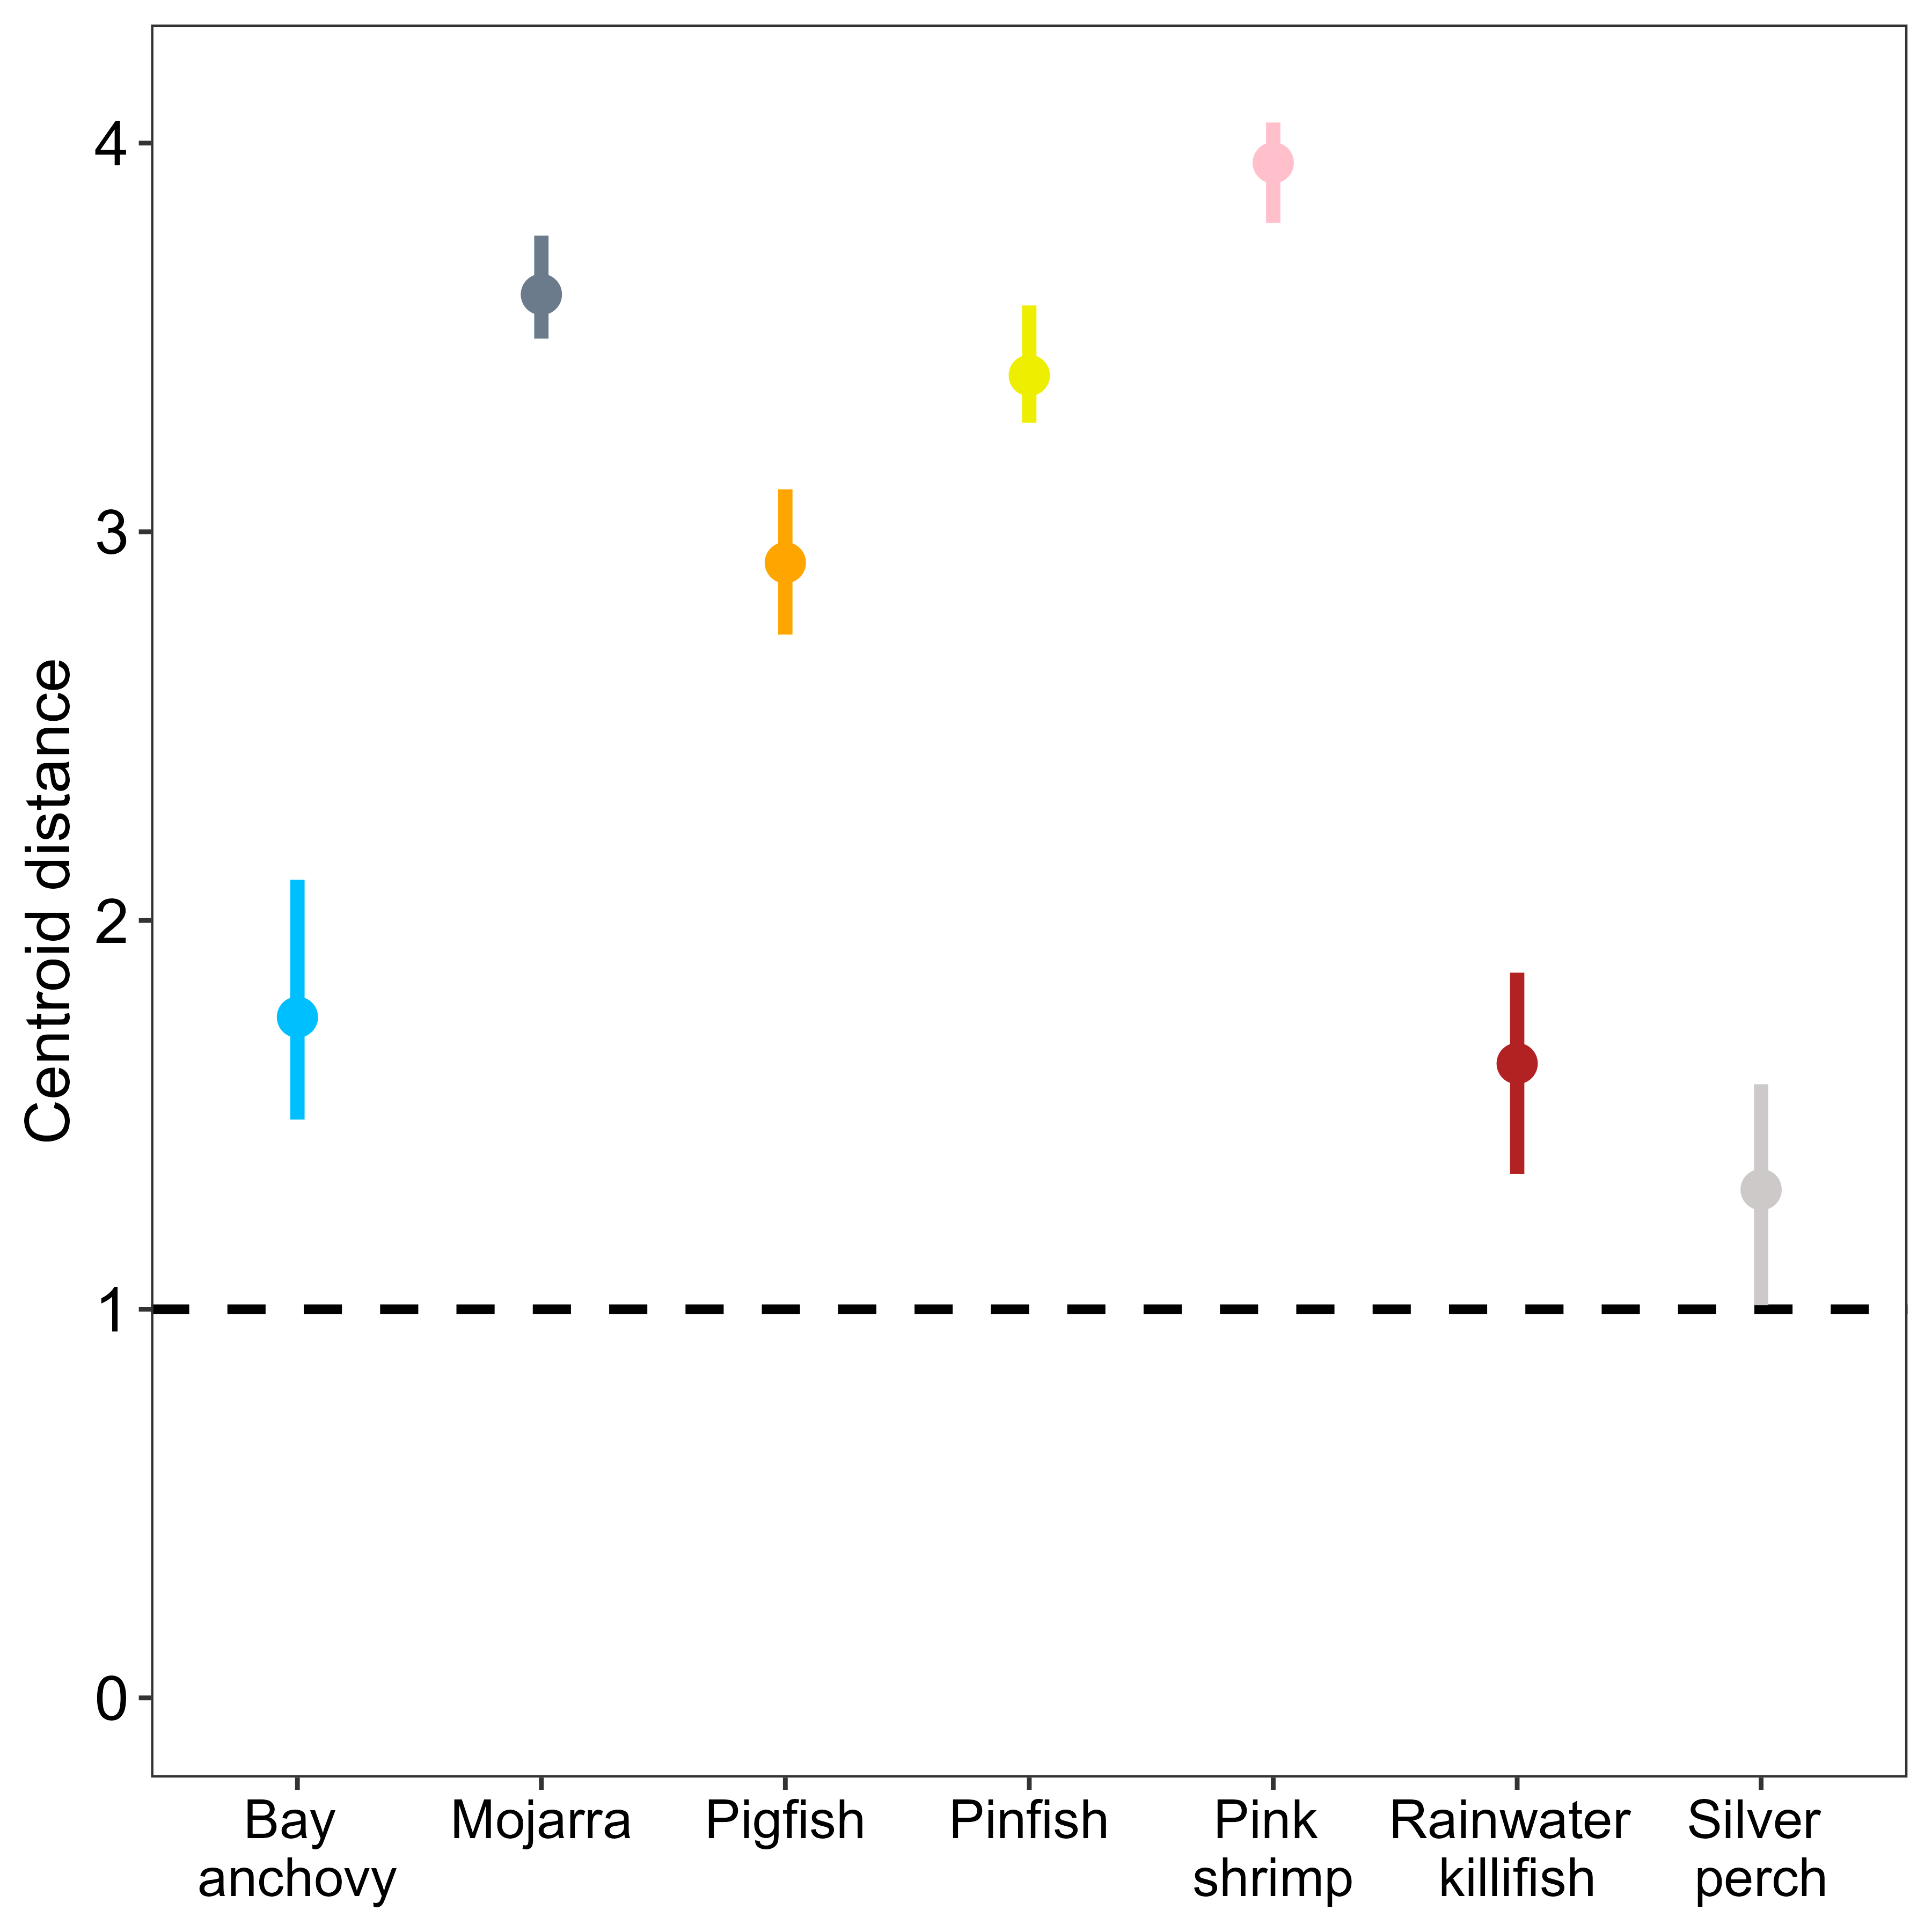 Centroid distance
4
3
2
1
0
Bay
anchovy
Mojarra
Pigfish
Pinfish
Pink
shrimp
Rainwater
killifish
Silver
perch